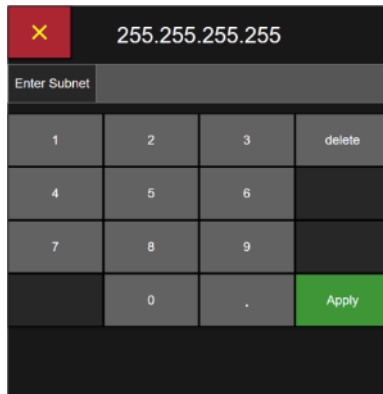 255.255.255.255
Enter Subnet
1 2 3 delete
4 5 6
7 8 9
0 . Apply